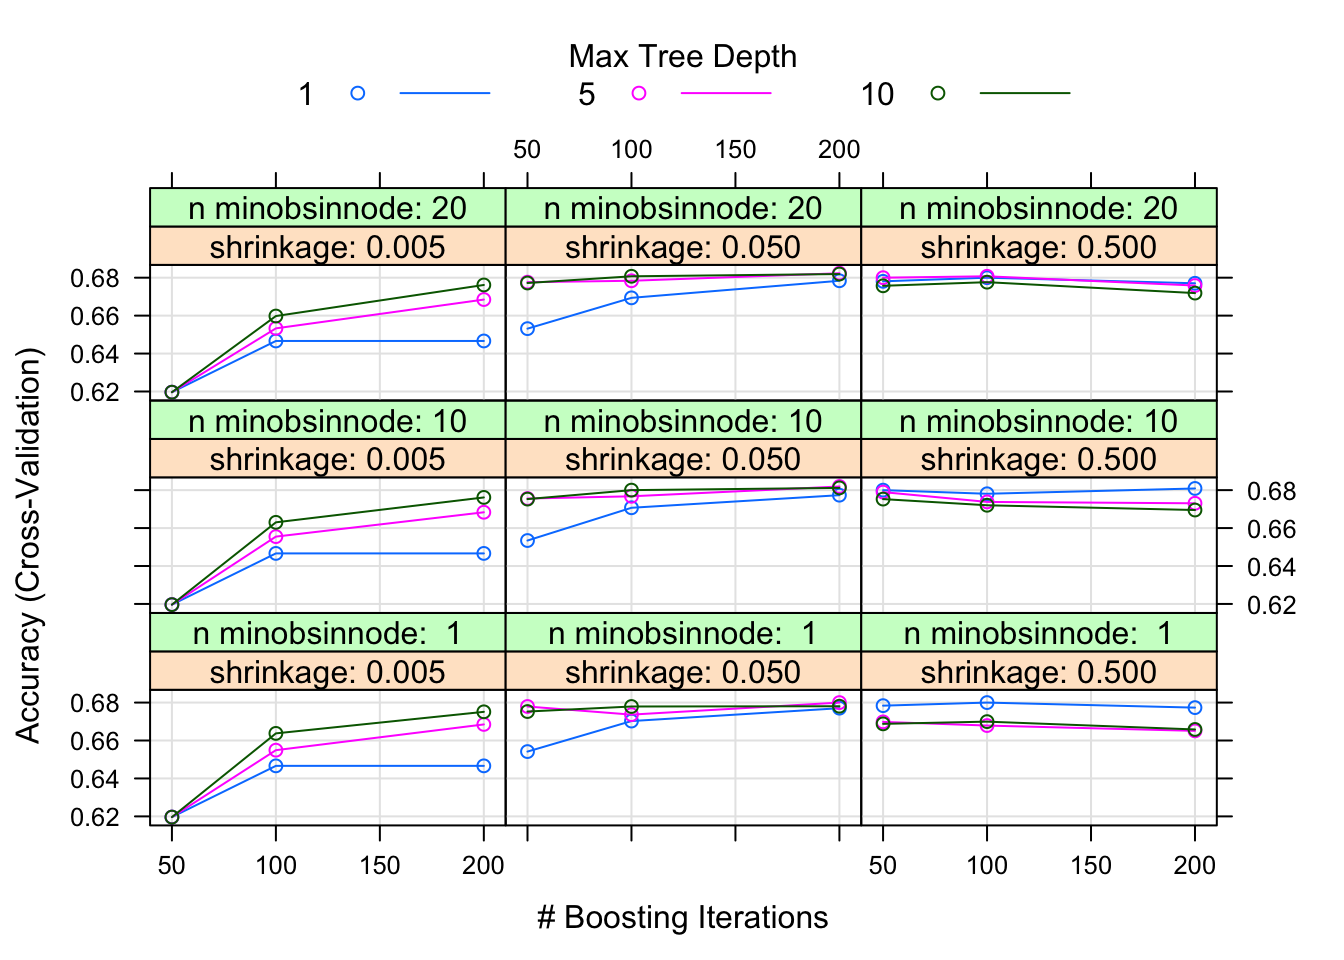 Max Tree Depth
1 5 10
50 100 150 200
n minobsinnode: 20 n minobsinnode: 20 n minobsinnode: 20
shrinkage: 0.005 shrinkage: 0.050 shrinkage: 0.500
0.68
0.66
0.64
0.62
n minobsinnode: 10 n minobsinnode: 10 n minobsinnode: 10
shrinkage: 0.005 shrinkage: 0.050 shrinkage: 0.500
0.68
0.66
0.64
0.62
n minobsinnode: 1 n minobsinnode: 1 n minobsinnode: 1
shrinkage: 0.005 shrinkage: 0.050 shrinkage: 0.500
0.68
0.66
0.64
0.62
50 100 150 200 50 100 150 200
# Boosting Iterations
Accuracy (Cross-Validation)